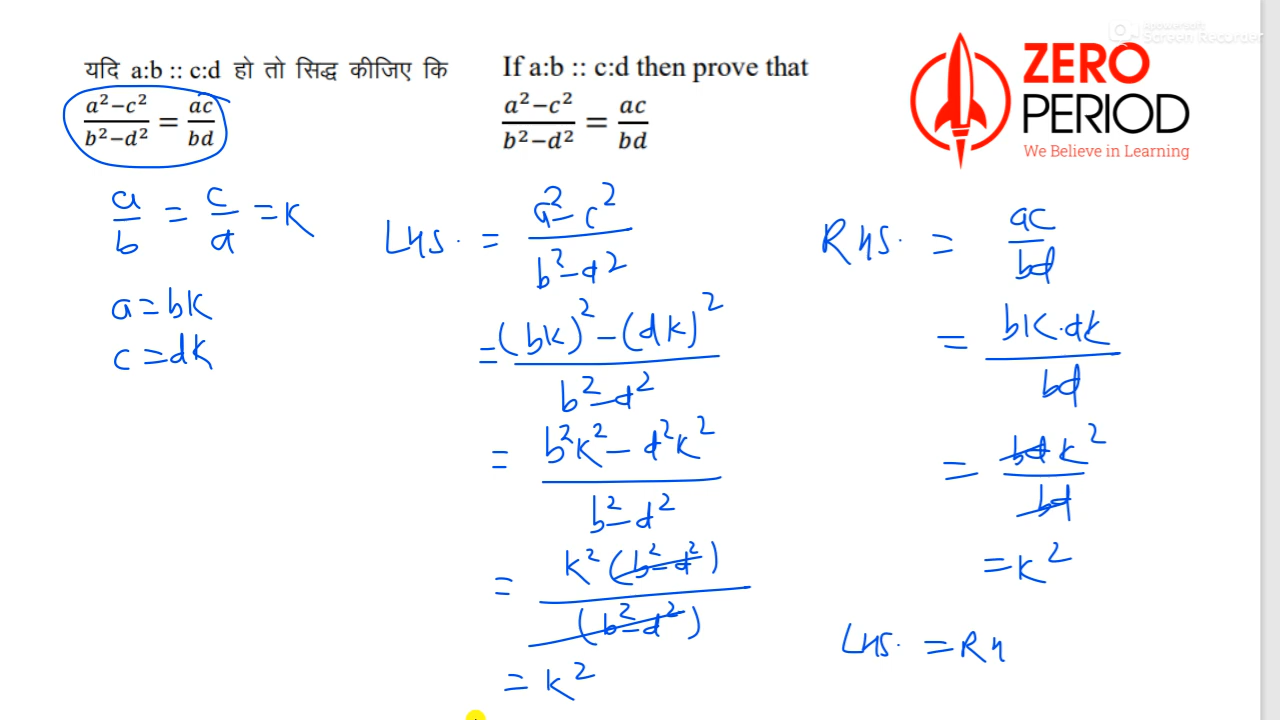 यदि a:b :: c:d हो तो सिद्ध कीजिए कि
a²−c²/b²−d² = ac/bd
If a:b :: c:d then prove that
a²−c²/b²−d² = ac/bd
ZERO
PERIOD
We Believe in Learning
Apowersoft
Screen Recorder
a/b = c/d = K
a = bK
c = dK
LHS. = a²−c²/b²−d²
= (bK)²−(dK)²/b²−d²
= b²K²−d²K²/b²−d²
= K²(b²−d²)/(b²−d²)
= K²
RHS. = ac/bd
= bK.dK/bd
= bdK²/bd
= K²
LHS. = RH